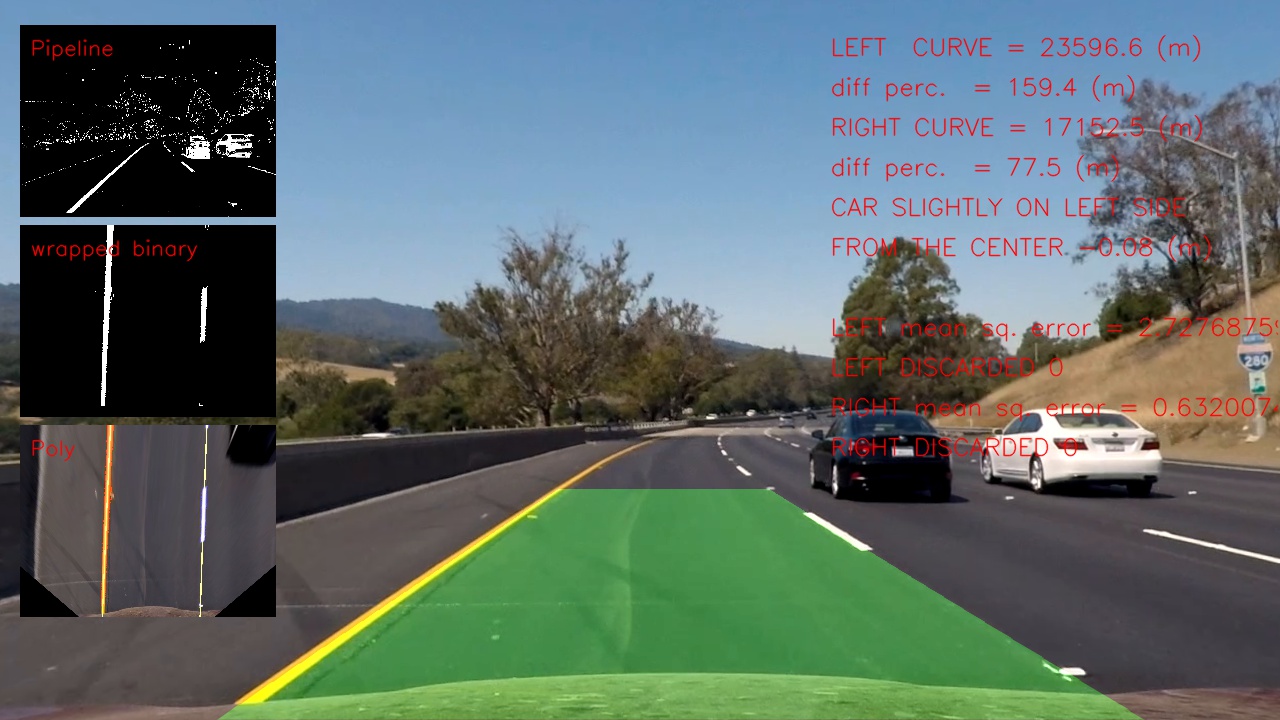 Pipeline
wrapped binary
Poly
LEFT CURVE = 23596.6 (m)
diff perc. = 159.4 (m)
RIGHT CURVE = 17152.5 (m)
diff perc. = 77.5 (m)
CAR SLIGHTLY ON LEFT SIDE
FROM THE CENTER -0.08 (m)
LEFT mean sq. error = 2.7276875
LEFT DISCARDED 0
RIGHT mean sq. error = 0.632007
RIGHT DISCARDED 0
NORTH
280